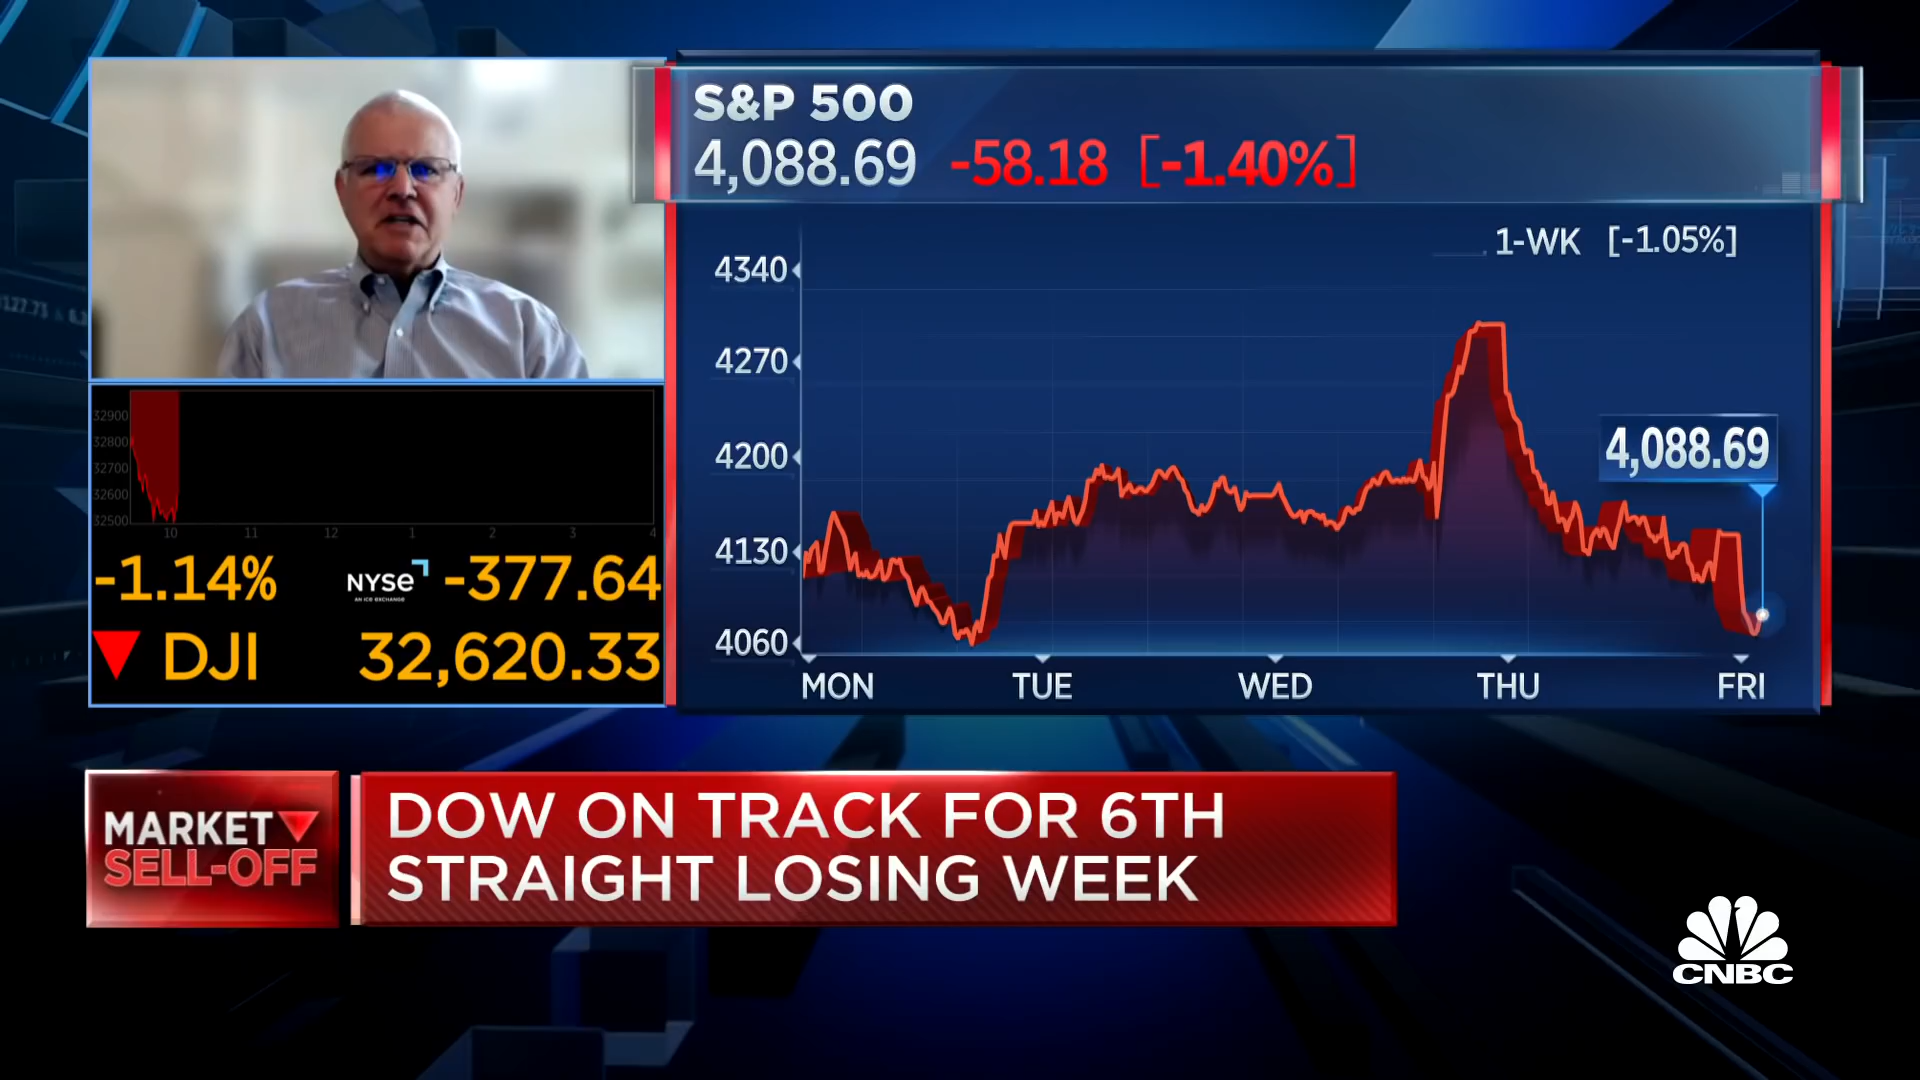 S&P 500
4,088.69 -58.18 [-1.40%]
1-WK [-1.05%]
4340
4270
4200
4130
4060
4,088.69
MON TUE WED THU FRI
32900
32800
32700
32600
32500
10 11 12 1 2 3 4
-1.14% NYSE -377.64
AN ICE EXCHANGE
DJI 32,620.33
MARKET
SELL-OFF
DOW ON TRACK FOR 6TH
STRAIGHT LOSING WEEK
CNBC